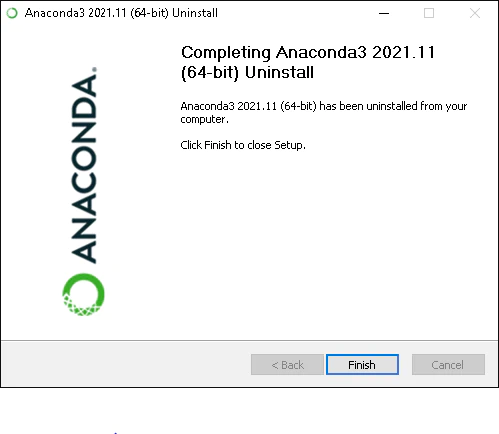 Anaconda3 2021.11 (64-bit) Uninstall
Completing Anaconda3 2021.11
(64-bit) Uninstall
Anaconda3 2021.11 (64-bit) has been uninstalled from your
computer.
Click Finish to close Setup.
ANACONDA.
< Back
Finish
Cancel